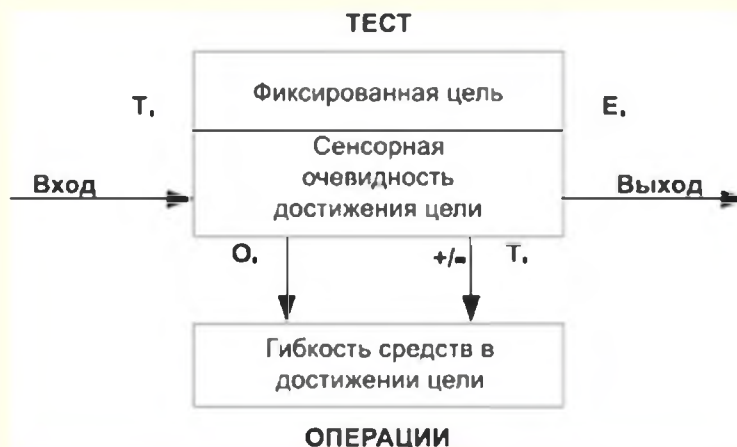 ТЕСТ
Фиксированная цель
Т.
Е.
Сенсорная
очевидность
достижения цели
Вход
Выход
О.
+/-
Т.
Гибкость средств в
достижении цели
ОПЕРАЦИИ